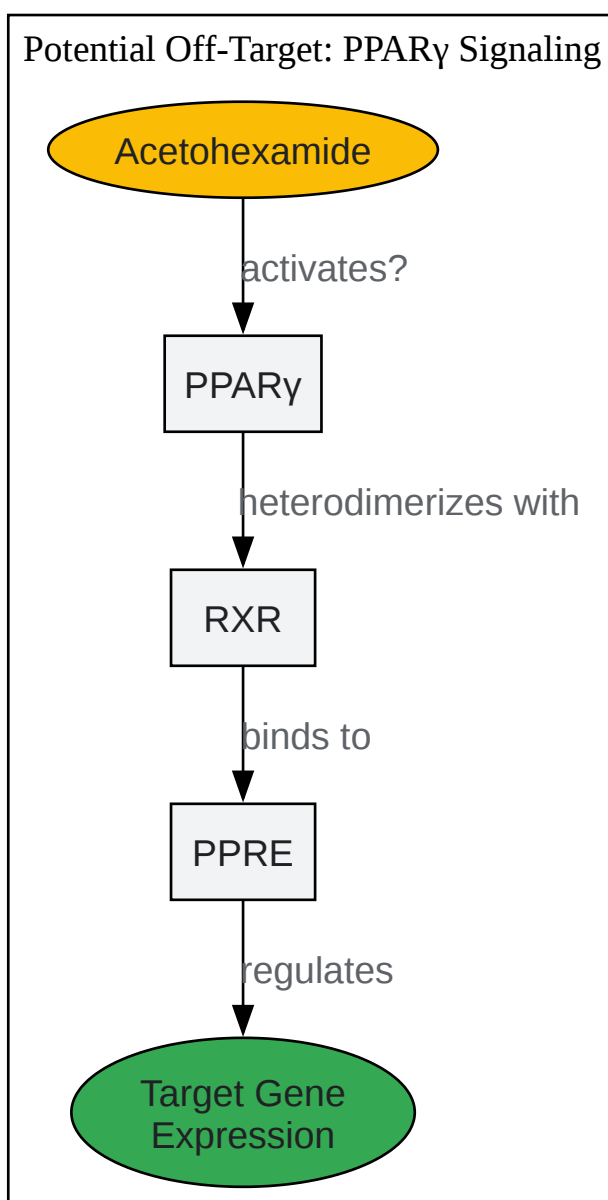 Potential Off-Target: PPARγ Signaling
Acetohexamide
activates?
PPARγ
heterodimerizes with
RXR
binds to
PPRE
regulates
Target Gene
Expression